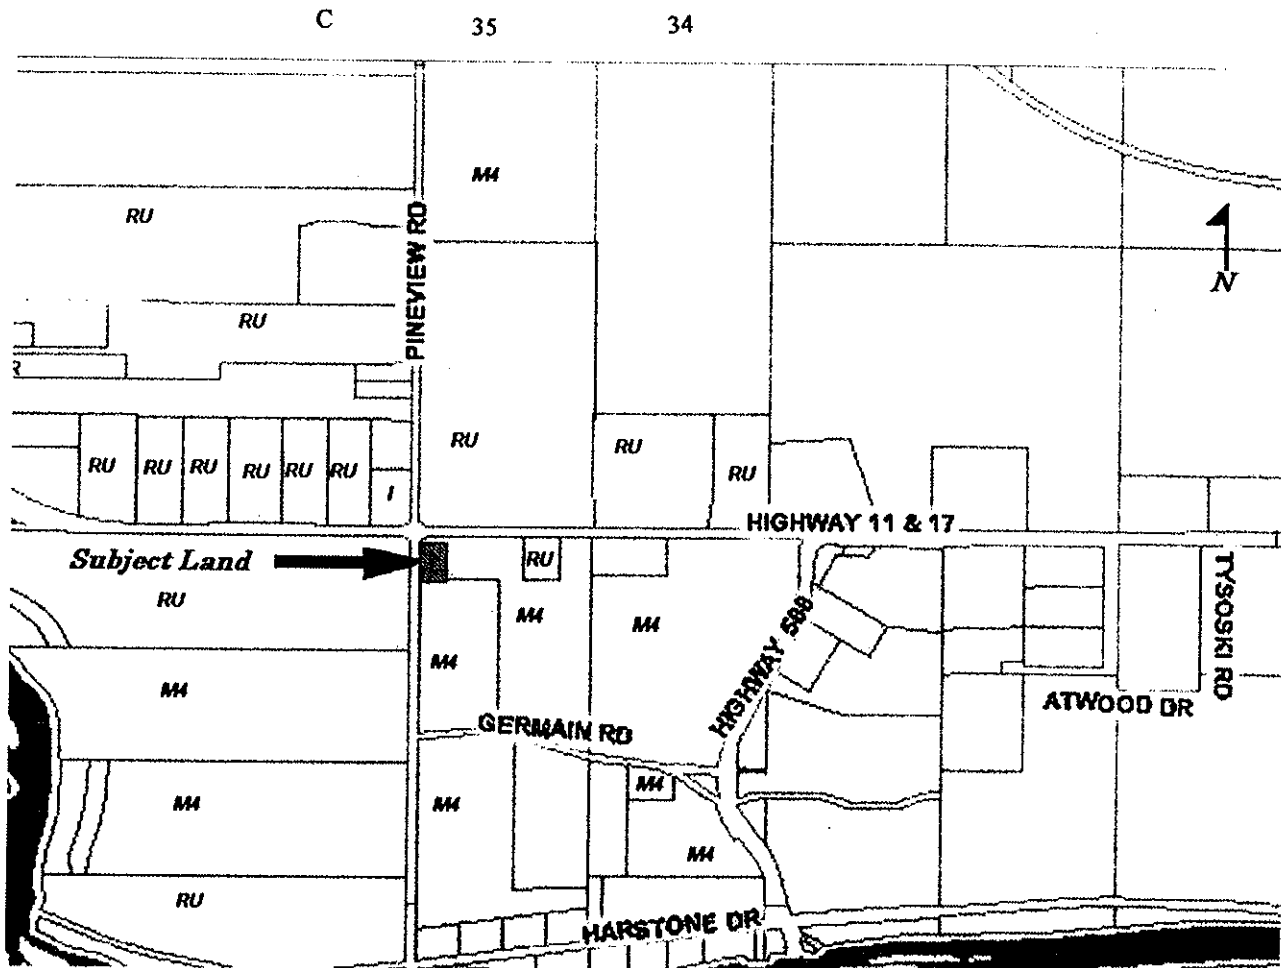 C 35 34
M4
RU
PINEVIEW RD
N
RU
RU RU RU RU RU RU I
RU RU RU
HIGHWAY 11 & 17
Subject Land
RU
RU
M4 M4
M4
M4
HIGHWAY 588
TYSOSKI RD
ATWOOD DR
GERMAIN RD
M4
M4 M4
M4
RU
HARSTONE DR